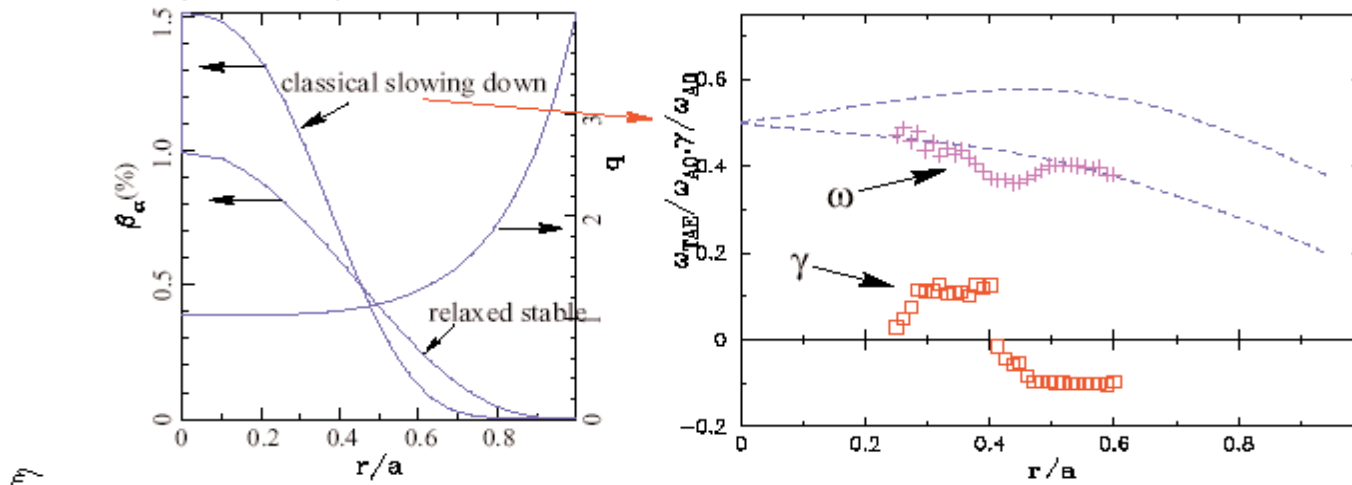 1.5
1.0
0.5
0
β_α(%)
classical slowing down
relaxed stable
3
2
1
0
q
0 0.2 0.4 0.6 0.8
r/a
0.6
0.4
0.2
0
−0.2
ω_TAE/ω_A0, γ/ω_A0
ω
γ
0 0.2 0.4 0.6 0.8
r/a
ξ